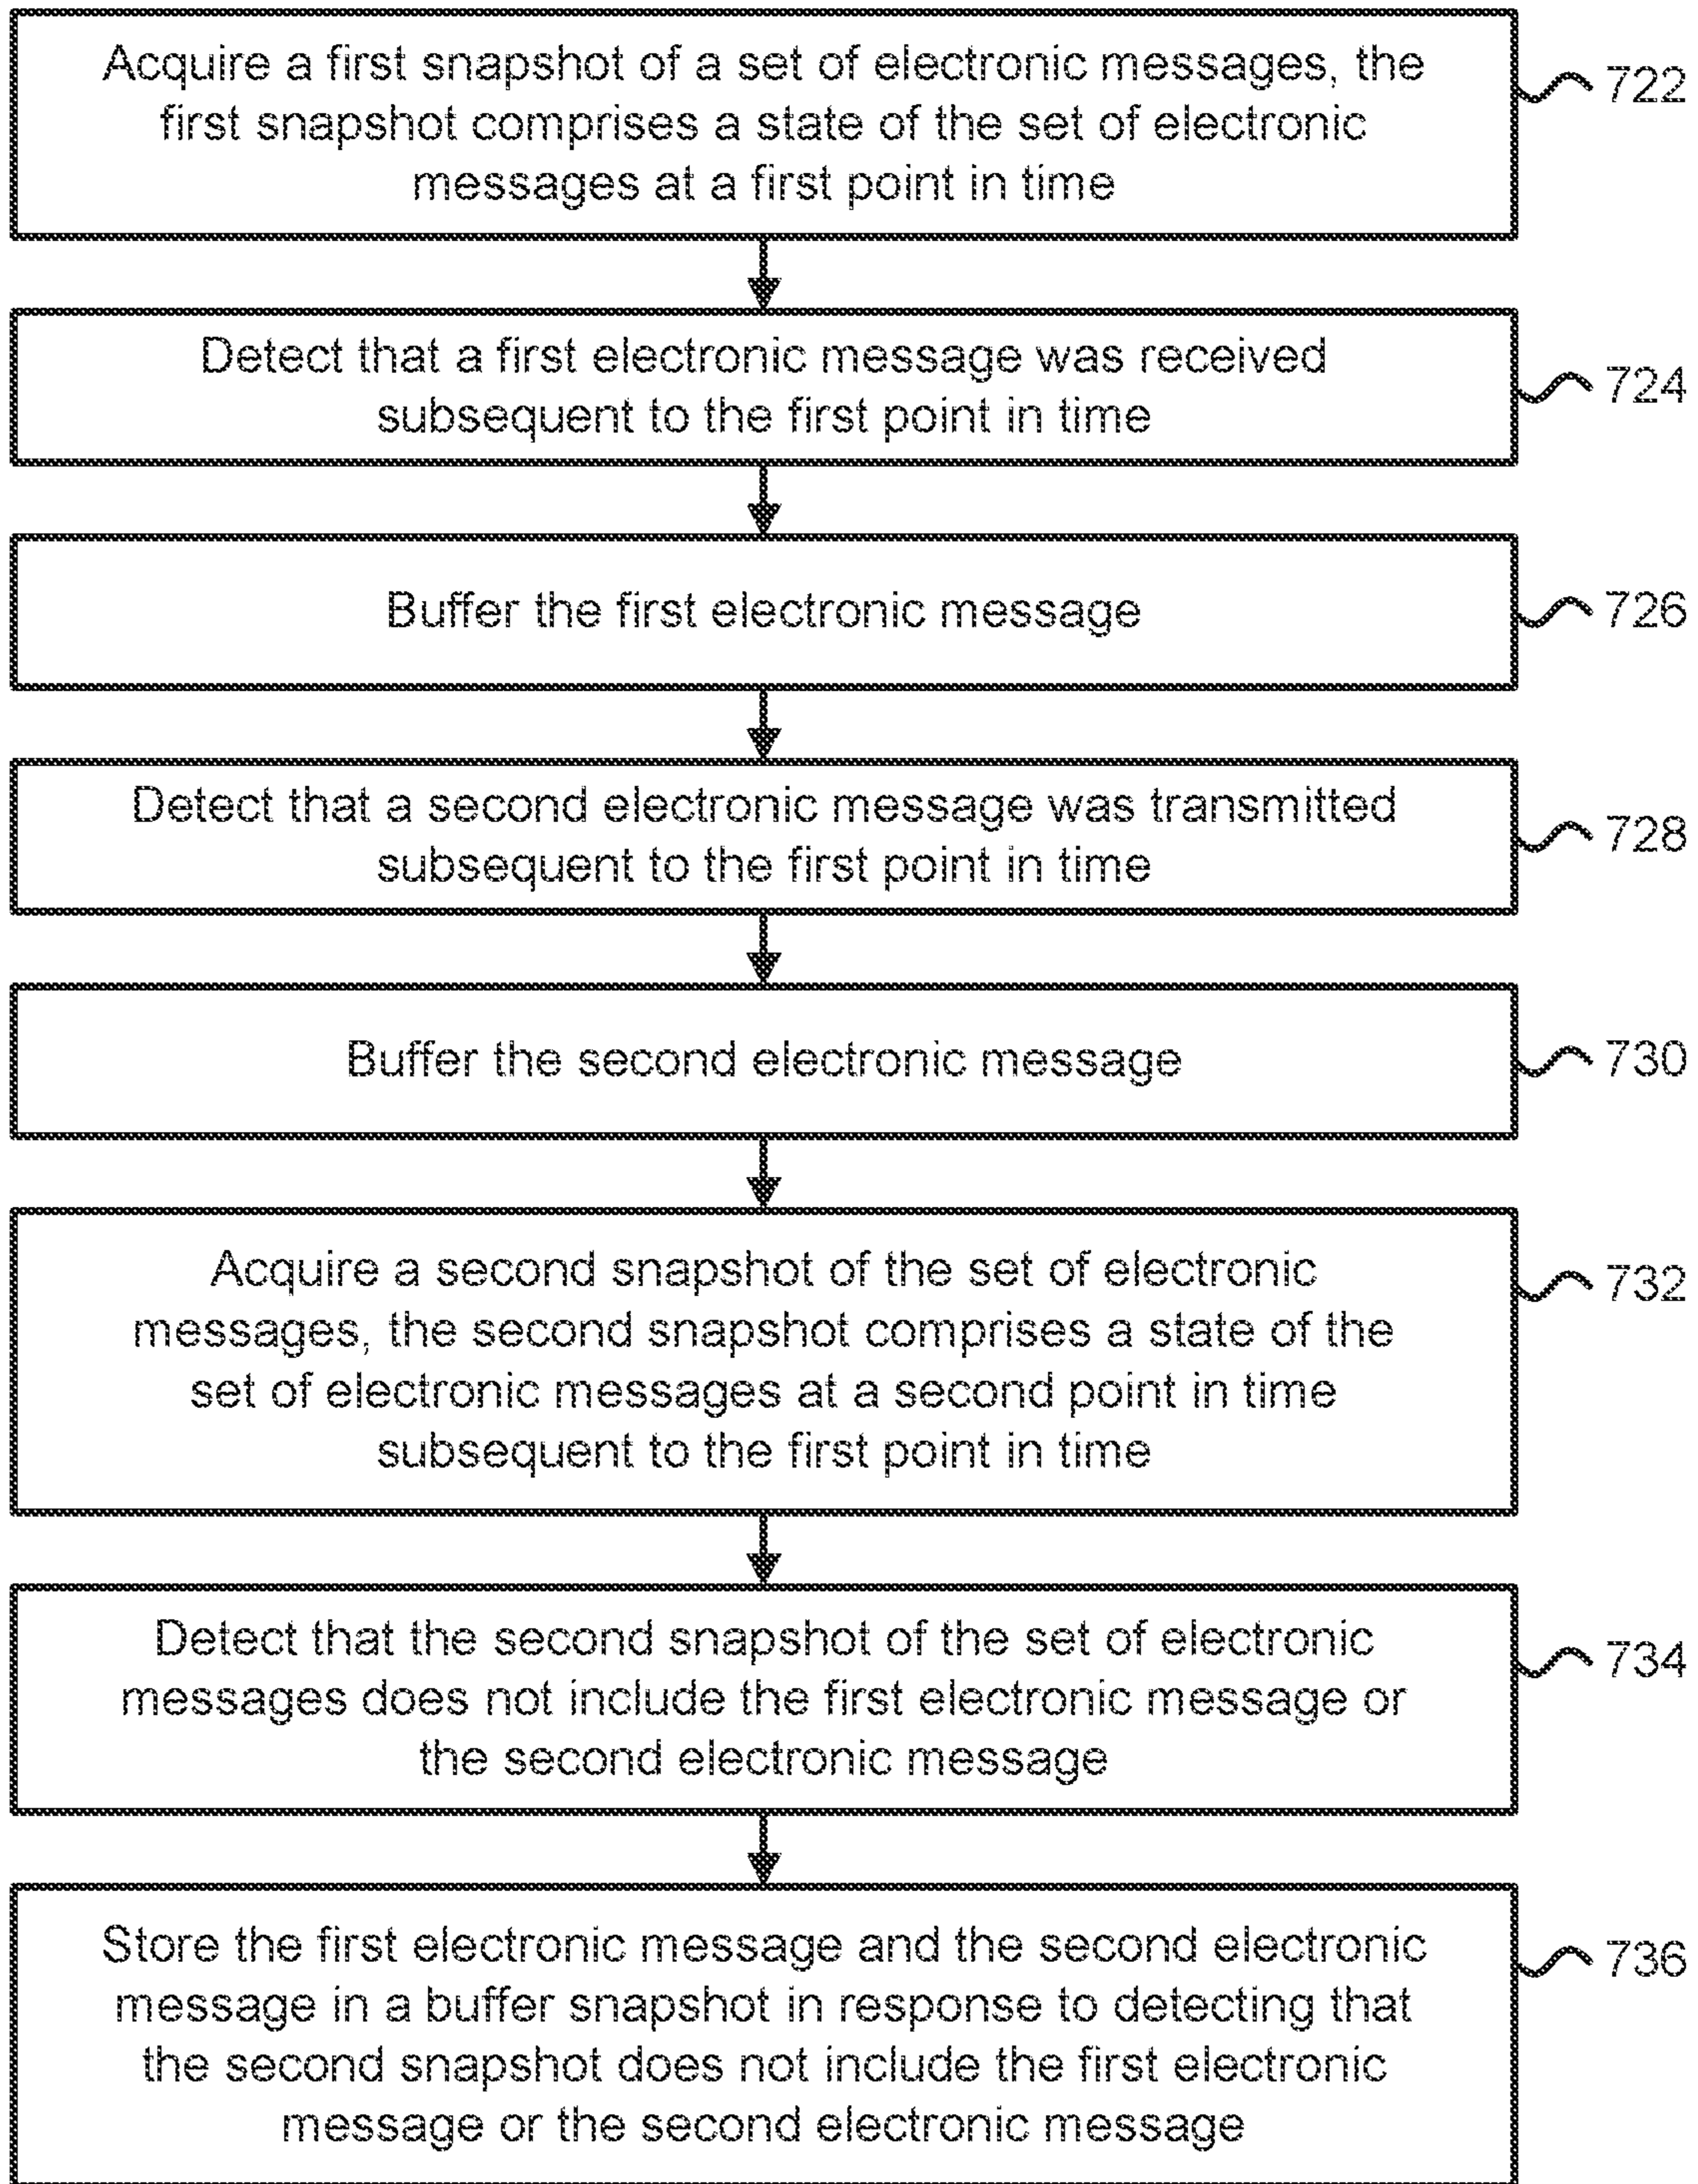 Acquire a first snapshot of a set of electronic messages, the
first snapshot comprises a state of the set of electronic
messages at a first point in time
722
Detect that a first electronic message was received
subsequent to the first point in time
724
Buffer the first electronic message
726
Detect that a second electronic message was transmitted
subsequent to the first point in time
728
Buffer the second electronic message
730
Acquire a second snapshot of the set of electronic
messages, the second snapshot comprises a state of the
set of electronic messages at a second point in time
subsequent to the first point in time
732
Detect that the second snapshot of the set of electronic
messages does not include the first electronic message or
the second electronic message
734
Store the first electronic message and the second electronic
message in a buffer snapshot in response to detecting that
the second snapshot does not include the first electronic
message or the second electronic message
736